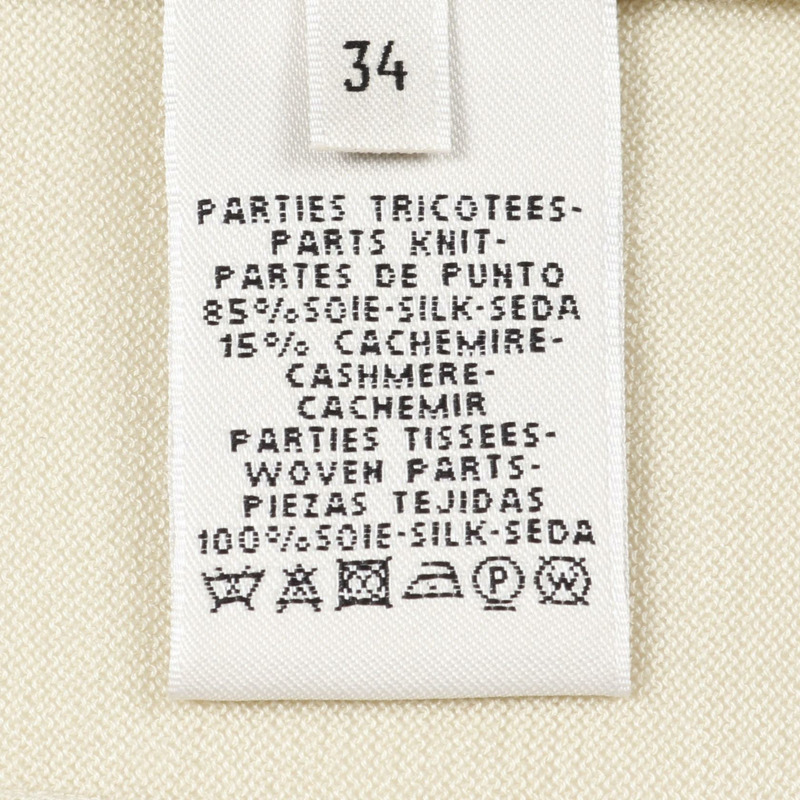 34
PARTIES TRICOTEES-
PARTS KNIT-
PARTES DE PUNTO
85%SOIE-SILK-SEDA
15% CACHEMIRE-
CASHMERE-
CACHEMIR
PARTIES TISSEES-
WOVEN PARTS-
PIEZAS TEJIDAS
100%SOIE-SILK-SEDA
P W